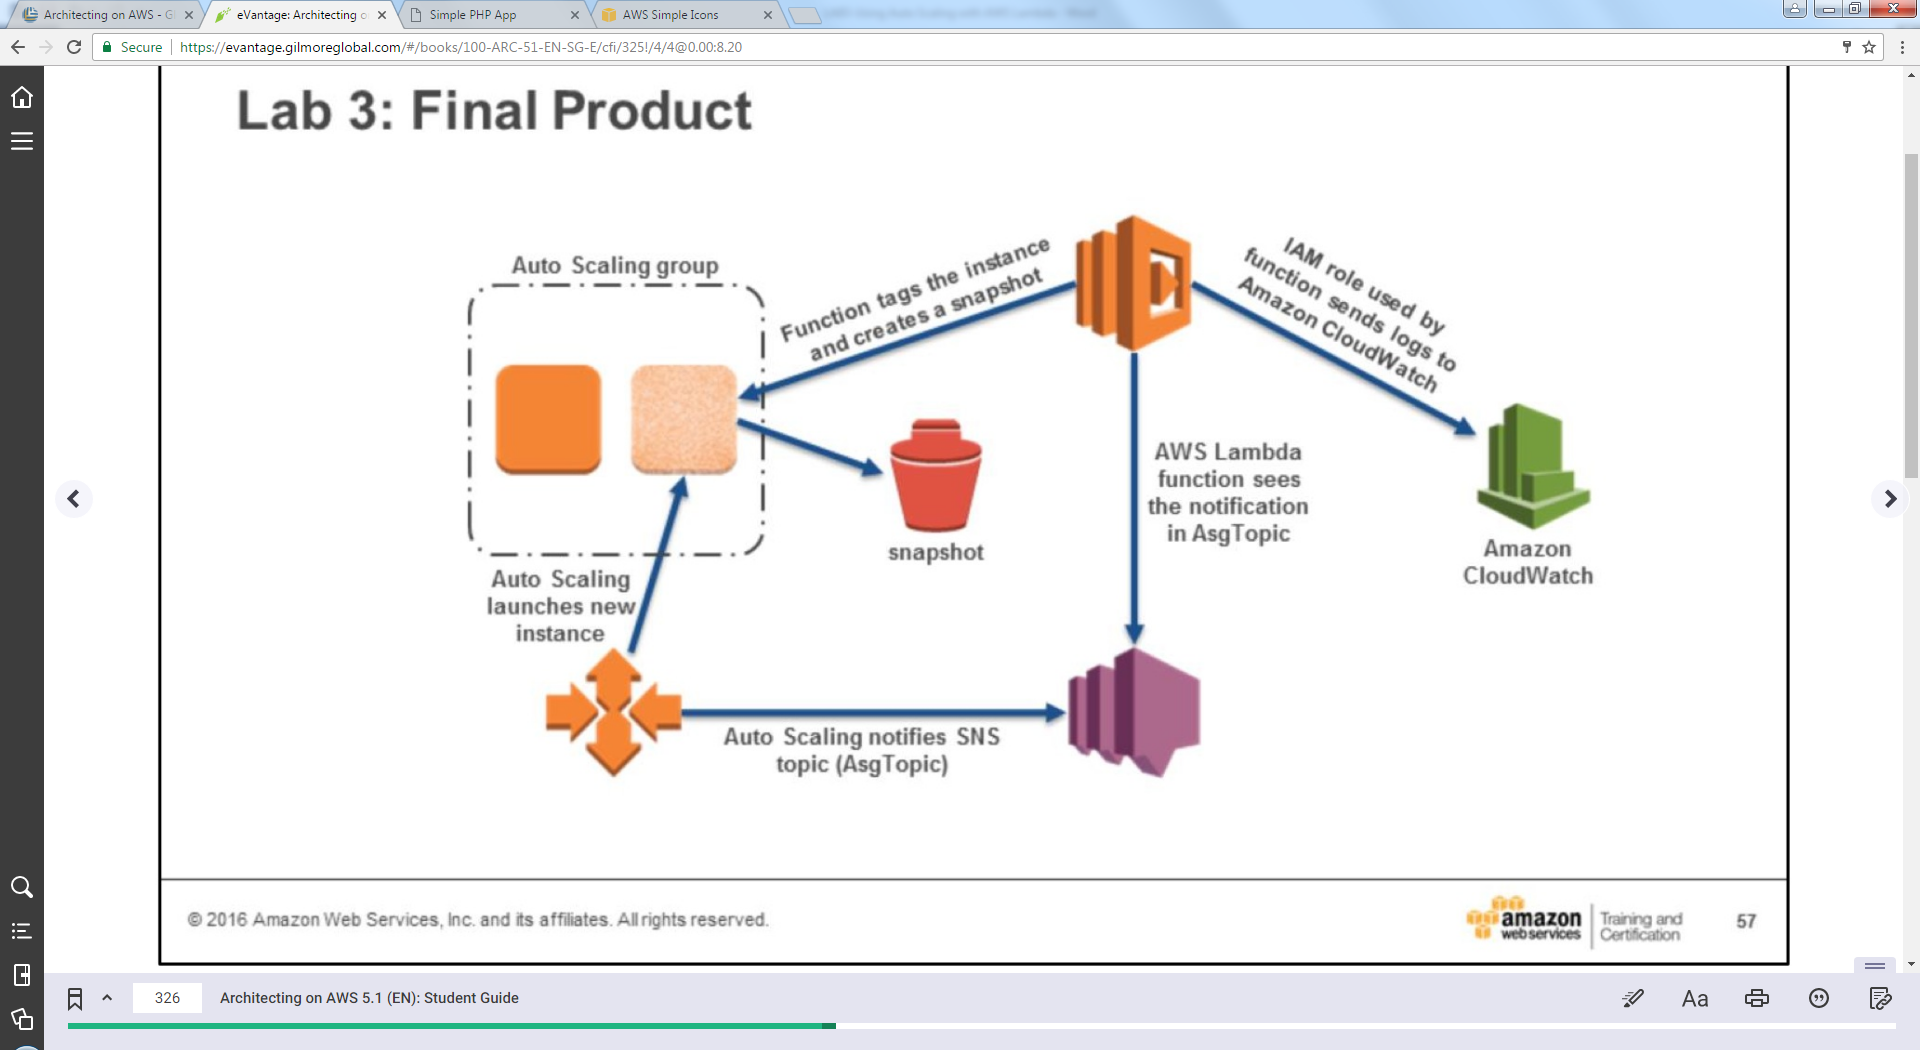 Architecting on AWS - G
eVantage: Architecting o
Simple PHP App
AWS Simple Icons
Secure
https://evantage.gilmoreglobal.com/#/books/100-ARC-51-EN-SG-E/cfi/325!/4/4@0.00:8.20
Lab 3: Final Product
Auto Scaling group
Function tags the instance
and creates a snapshot
IAM role used by
function sends logs to
Amazon CloudWatch
AWS Lambda
function sees
the notification
in AsgTopic
snapshot
Amazon
CloudWatch
Auto Scaling
launches new
instance
Auto Scaling notifies SNS
topic (AsgTopic)
© 2016 Amazon Web Services, Inc. and its affiliates. All rights reserved.
amazon
webservices
Training and
Certification
57
326
Architecting on AWS 5.1 (EN): Student Guide
Aa